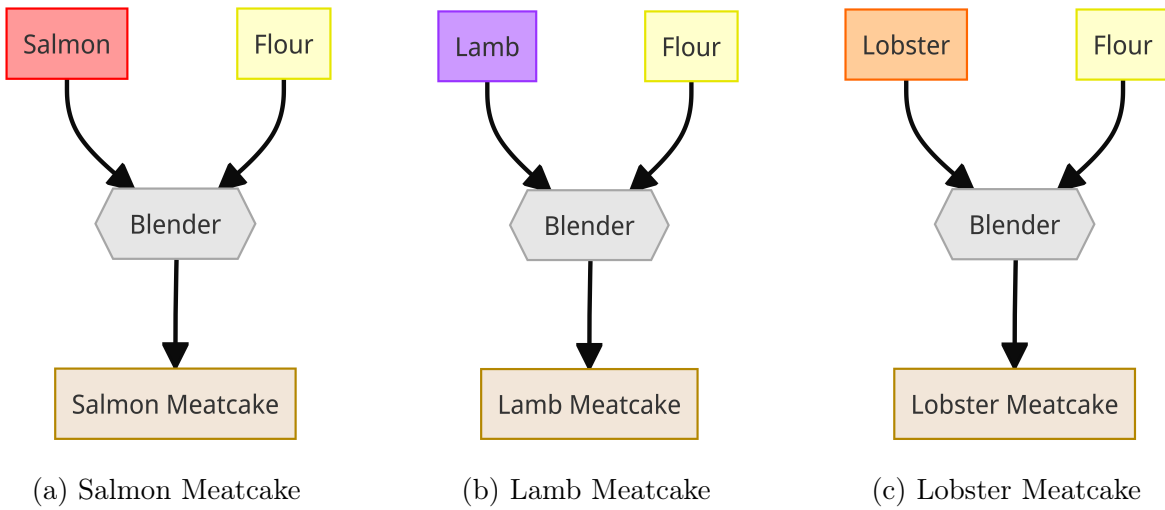 Salmon Flour Lamb Flour Lobster Flour
Blender Blender Blender
Salmon Meatcake Lamb Meatcake Lobster Meatcake
(a) Salmon Meatcake (b) Lamb Meatcake (c) Lobster Meatcake